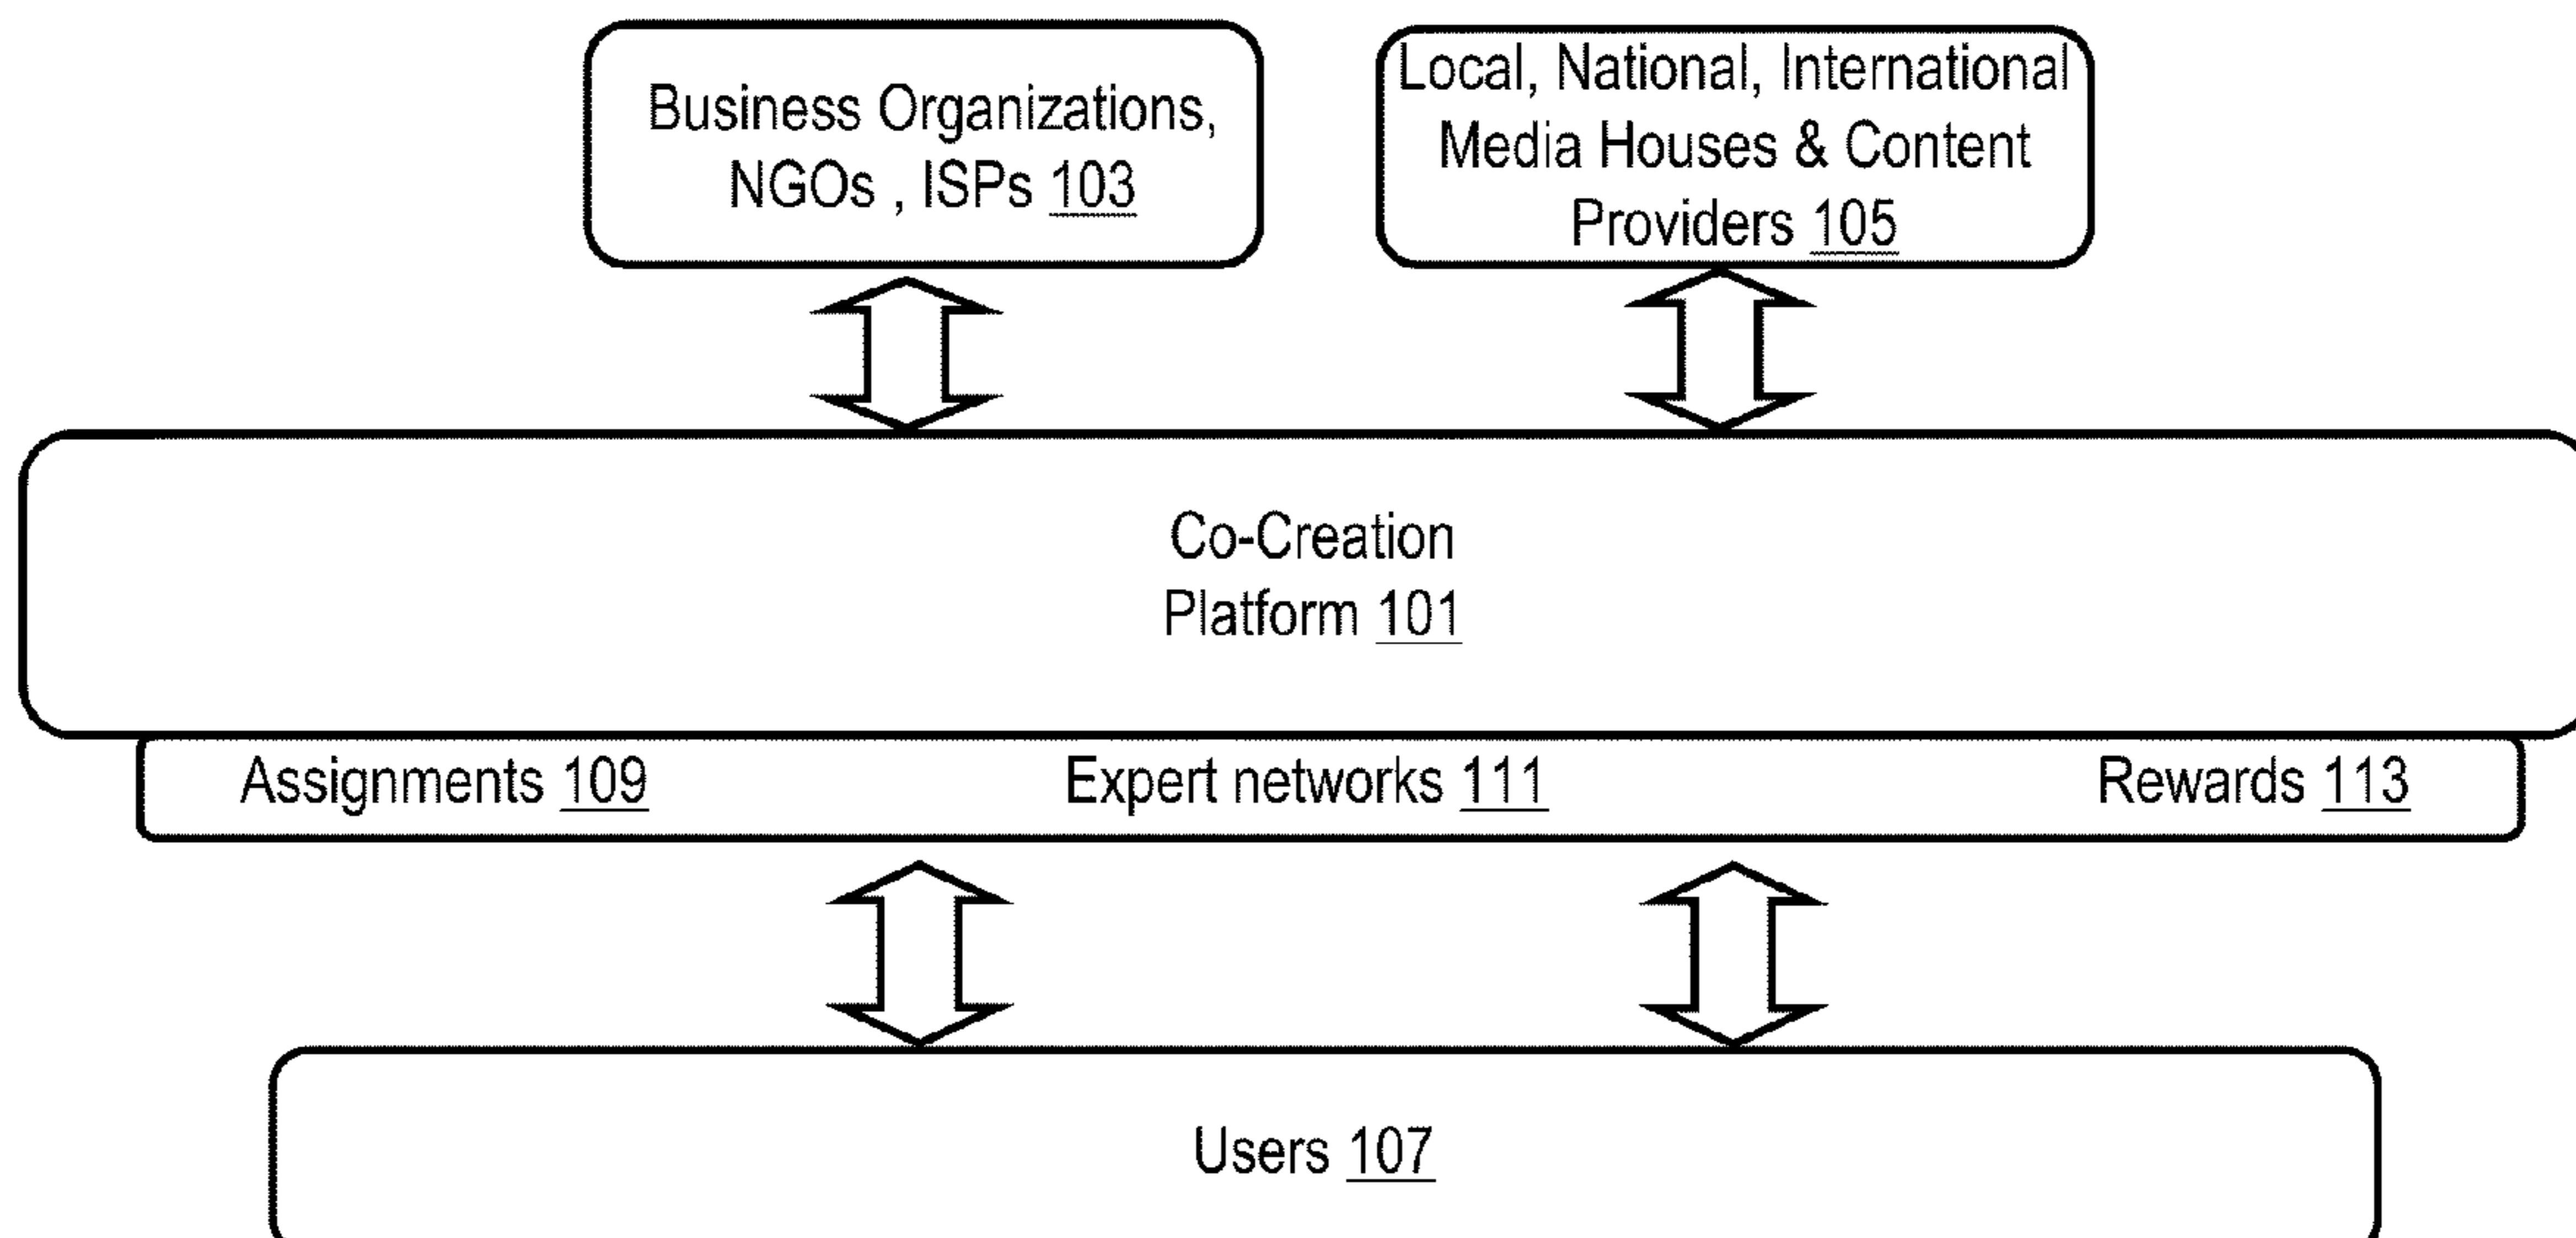 Business Organizations,
NGOs , ISPs 103
Local, National, International
Media Houses & Content
Providers 105
Co-Creation
Platform 101
Assignments 109
Expert networks 111
Rewards 113
Users 107